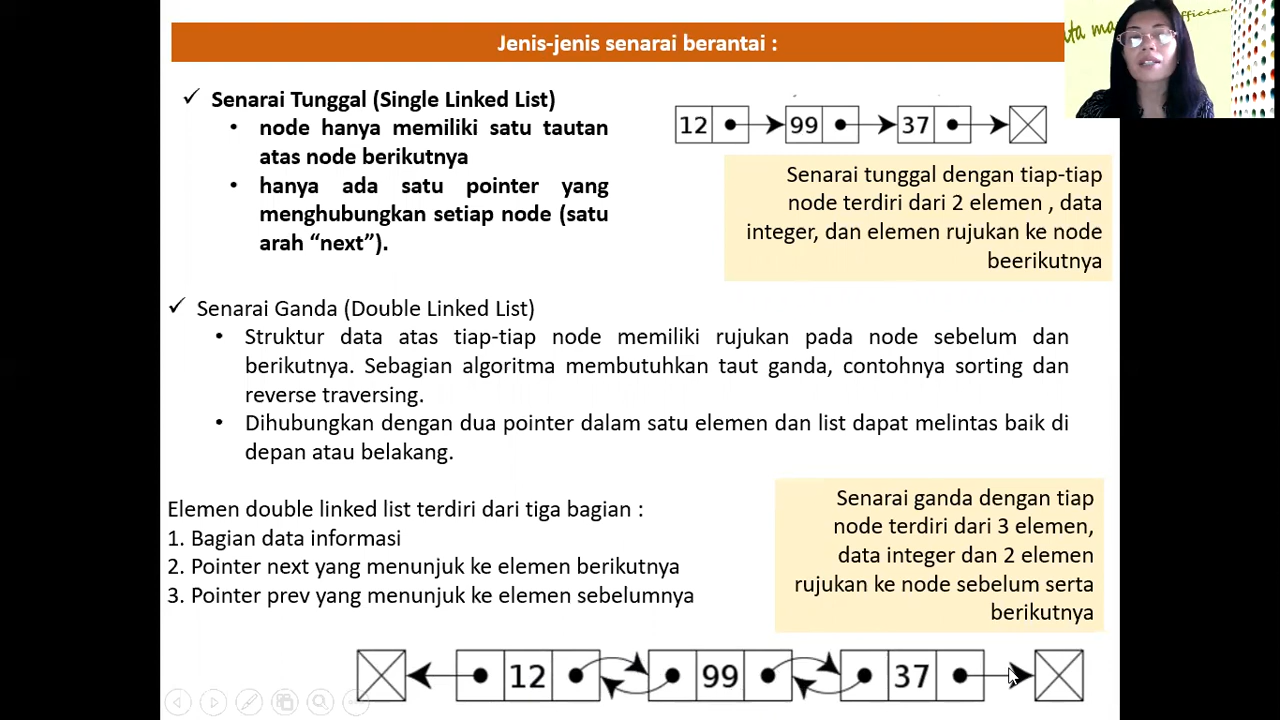 Jenis-jenis senarai berantai :
✓ Senarai Tunggal (Single Linked List)
• node hanya memiliki satu tautan
atas node berikutnya
• hanya ada satu pointer yang
menghubungkan setiap node (satu
arah “next”).
12 99 37
Senarai tunggal dengan tiap-tiap
node terdiri dari 2 elemen , data
integer, dan elemen rujukan ke node
beerikutnya
✓ Senarai Ganda (Double Linked List)
• Struktur data atas tiap-tiap node memiliki rujukan pada node sebelum dan
berikutnya. Sebagian algoritma membutuhkan taut ganda, contohnya sorting dan
reverse traversing.
• Dihubungkan dengan dua pointer dalam satu elemen dan list dapat melintas baik di
depan atau belakang.
Elemen double linked list terdiri dari tiga bagian :
1. Bagian data informasi
2. Pointer next yang menunjuk ke elemen berikutnya
3. Pointer prev yang menunjuk ke elemen sebelumnya
Senarai ganda dengan tiap
node terdiri dari 3 elemen,
data integer dan 2 elemen
rujukan ke node sebelum serta
berikutnya
12 99 37